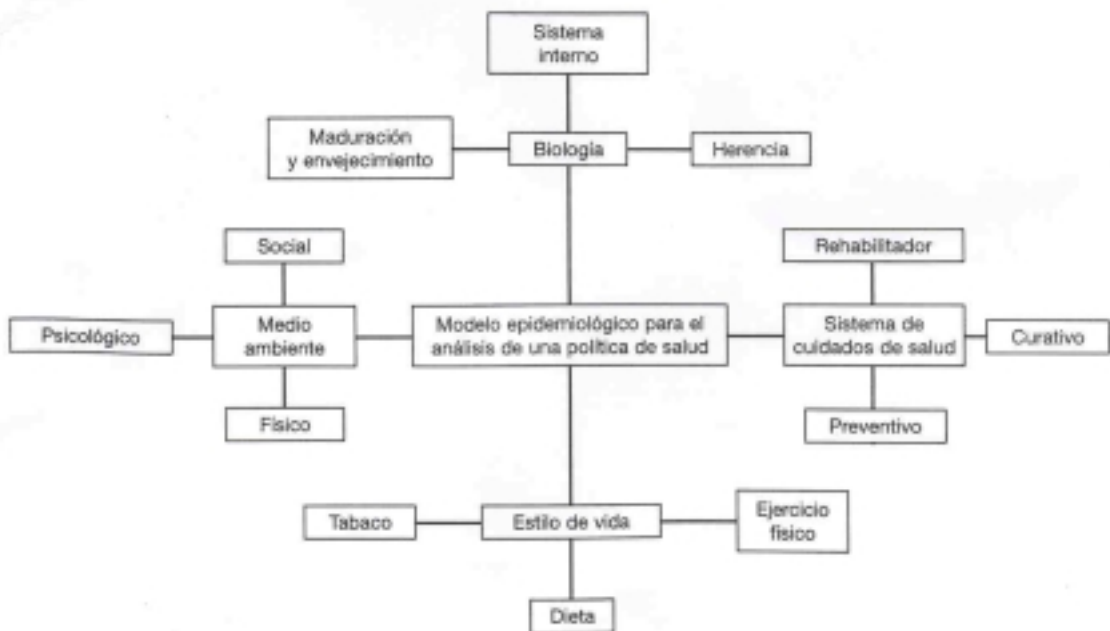 Sistema
interno
Maduración
y envejecimiento
Biología
Herencia
Social
Rehabilitador
Psicológico
Medio
ambiente
Modelo epidemiológico para el
análisis de una política de salud
Sistema de
cuidados de salud
Curativo
Físico
Preventivo
Tabaco
Estilo de vida
Ejercicio
físico
Dieta